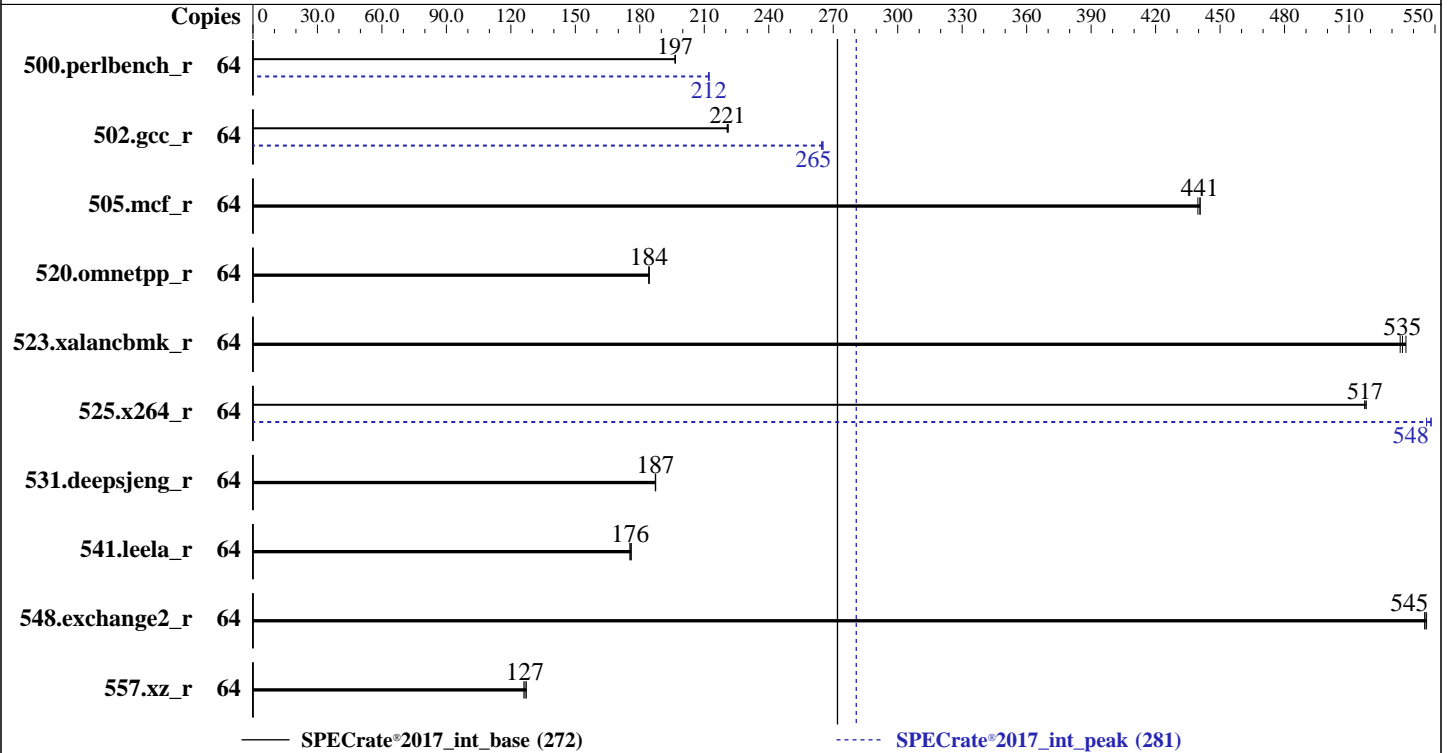 Copies 0 30.0 60.0 90.0 120 150 180 210 240 270 300 330 360 390 420 450 480 510 550
197
500.perlbench_r 64
212
221
502.gcc_r 64
265
441
505.mcf_r 64
184
520.omnetpp_r 64
535
523.xalancbmk_r 64
517
525.x264_r 64
548
187
531.deepsjeng_r 64
176
541.leela_r 64
545
548.exchange2_r 64
127
557.xz_r 64
SPECrate®2017_int_base (272) SPECrate®2017_int_peak (281)